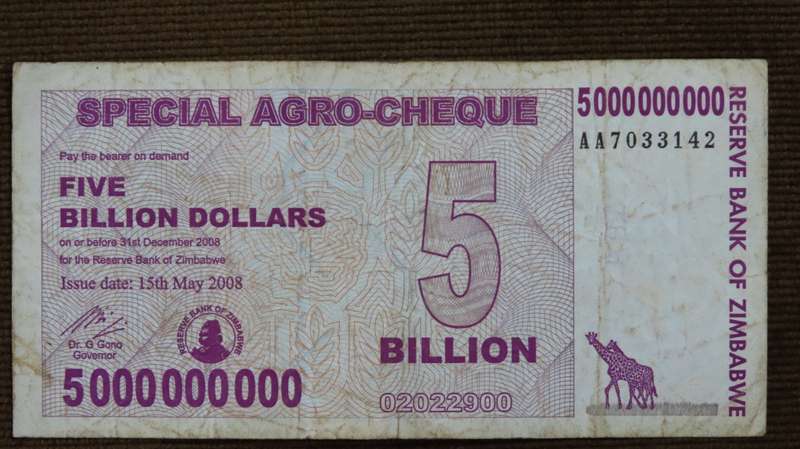 SPECIAL AGRO-CHEQUE
5000000000
AA7033142
Pay the bearer on demand
FIVE
BILLION DOLLARS
on or before 31st December 2008
for the Reserve Bank of Zimbabwe
Issue date: 15th May 2008
Dr. G Gono
Governor
RESERVE BANK OF ZIMBABWE
5
BILLION
5000000000
02022900
RESERVE BANK OF ZIMBABWE